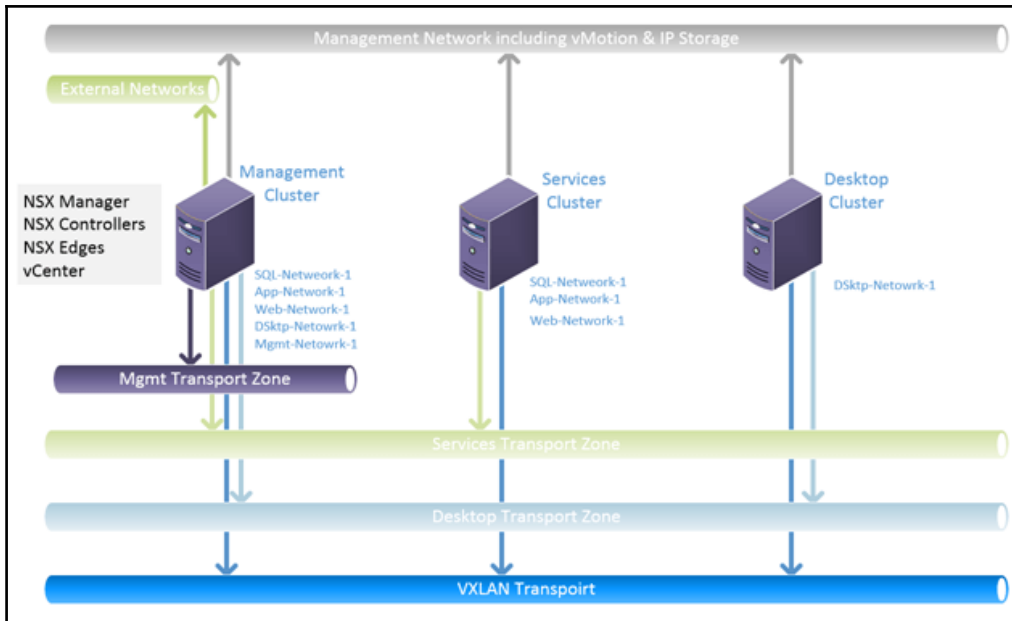 Management Network including vMotion & IP Storage
External Networks
Management
Cluster
Services
Cluster
Desktop
Cluster
NSX Manager
NSX Controllers
NSX Edges
vCenter
SQL-Netweork-1
App-Network-1
Web-Network-1
DSktp-Netowrk-1
Mgmt-Netowrk-1
SQL-Netweork-1
App-Network-1
Web-Network-1
DSktp-Netowrk-1
Mgmt Transport Zone
Services Transport Zone
Desktop Transport Zone
VXLAN Transpoirt